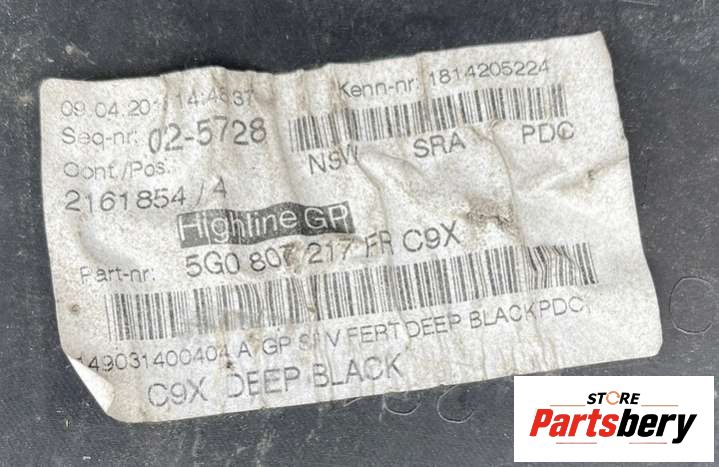 Kenn-nr: 1814205224
09.04.201 14:4 37
Seq-nr: 02-5728
NSW SRA PDC
Cont./Pos.
2161854/4
Highline GP
Part-nr: 5G0 807 217 FR C9X
149031400404 A GP FERT DEEP BLACK PDC
C9X DEEP BLACK
STORE
Partsbery